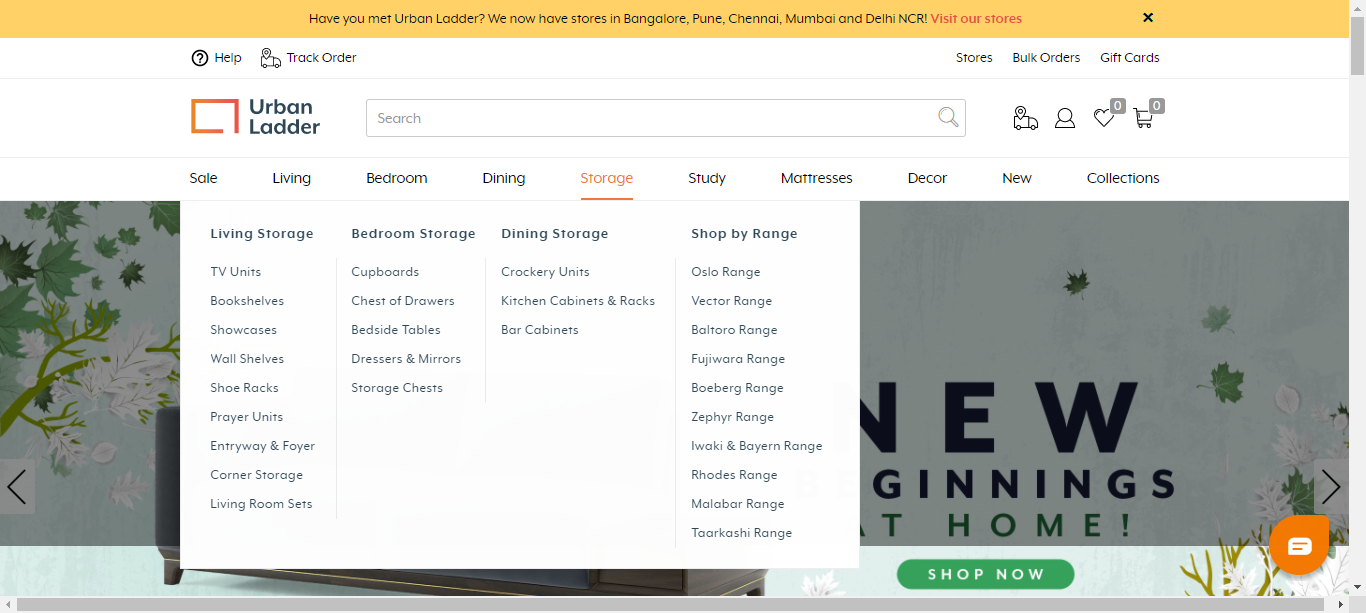 Have you met Urban Ladder? We now have stores in Bangalore, Pune, Chennai, Mumbai and Delhi NCR! Visit our stores
Help
Track Order
Stores
Bulk Orders
Gift Cards
Urban
Ladder
Search
0
0
Sale
Living
Bedroom
Dining
Storage
Study
Mattresses
Decor
New
Collections
Living Storage
TV Units
Bookshelves
Showcases
Wall Shelves
Shoe Racks
Prayer Units
Entryway & Foyer
Corner Storage
Living Room Sets
Bedroom Storage
Cupboards
Chest of Drawers
Bedside Tables
Dressers & Mirrors
Storage Chests
Dining Storage
Crockery Units
Kitchen Cabinets & Racks
Bar Cabinets
Shop by Range
Oslo Range
Vector Range
Baltoro Range
Fujiwara Range
Boeberg Range
Zephyr Range
Iwaki & Bayern Range
Rhodes Range
Malabar Range
Taarkashi Range
NEW
BEGINNINGS
AT HOME!
SHOP NOW